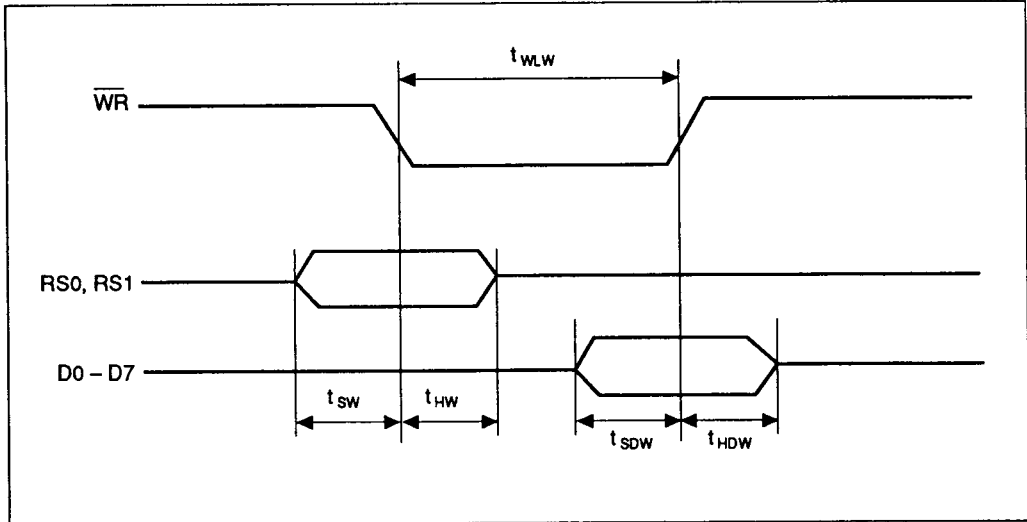 t WLW
WR
RS0, RS1
D0 – D7
t SW
t HW
t SDW
t HDW